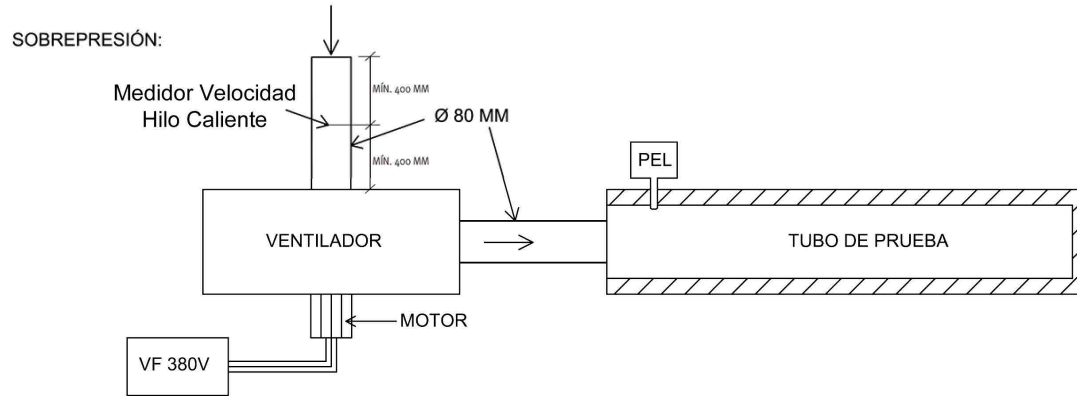 SOBREPRESIÓN:
MÍN. 400 MM
Medidor Velocidad
Hilo Caliente
Ø 80 MM
MÍN. 400 MM
PEL
VENTILADOR
TUBO DE PRUEBA
MOTOR
VF 380V